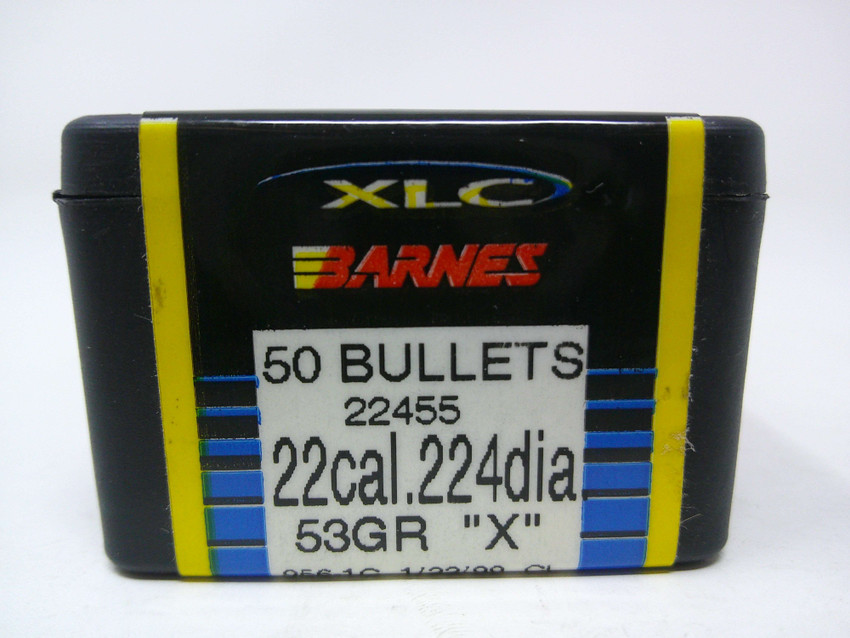 XLC
BARNES
50 BULLETS
22455
22cal.224dia.
53GR "X"